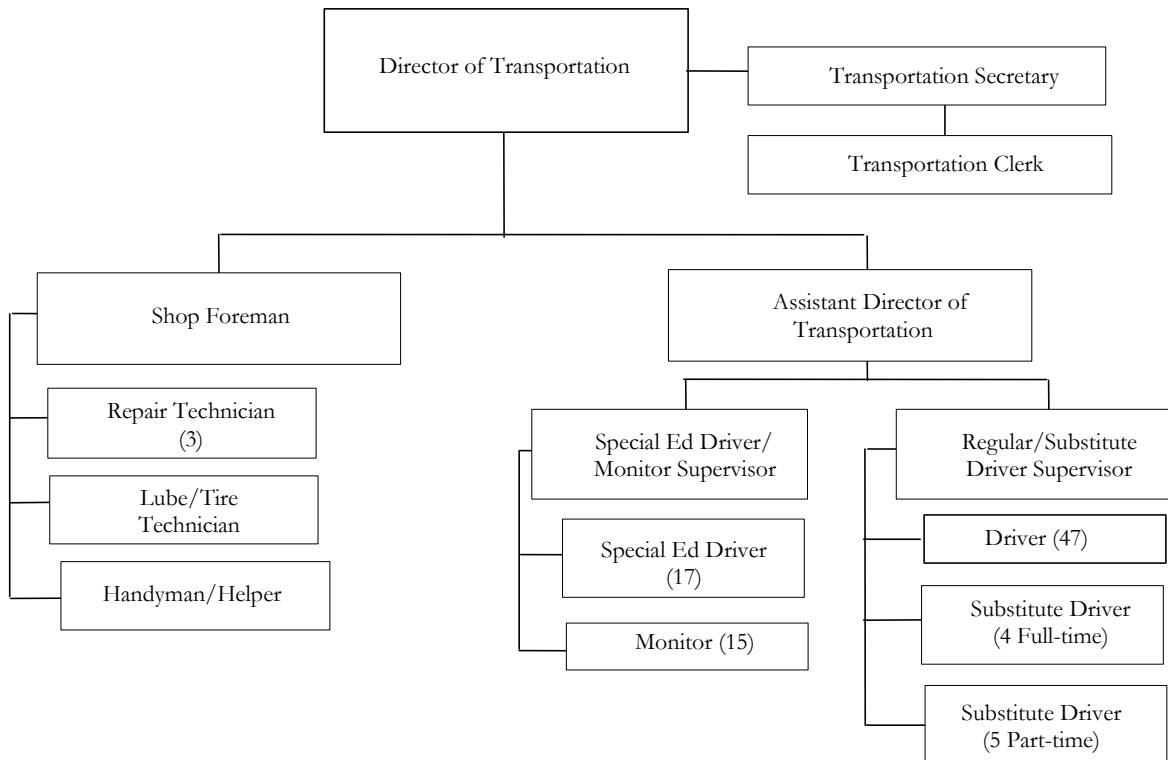 Director of Transportation
Transportation Secretary
Transportation Clerk
Shop Foreman
Repair Technician
(3)
Lube/Tire
Technician
Handyman/Helper
Assistant Director of
Transportation
Special Ed Driver/
Monitor Supervisor
Special Ed Driver
(17)
Monitor (15)
Regular/Substitute
Driver Supervisor
Driver (47)
Substitute Driver
(4 Full-time)
Substitute Driver
(5 Part-time)